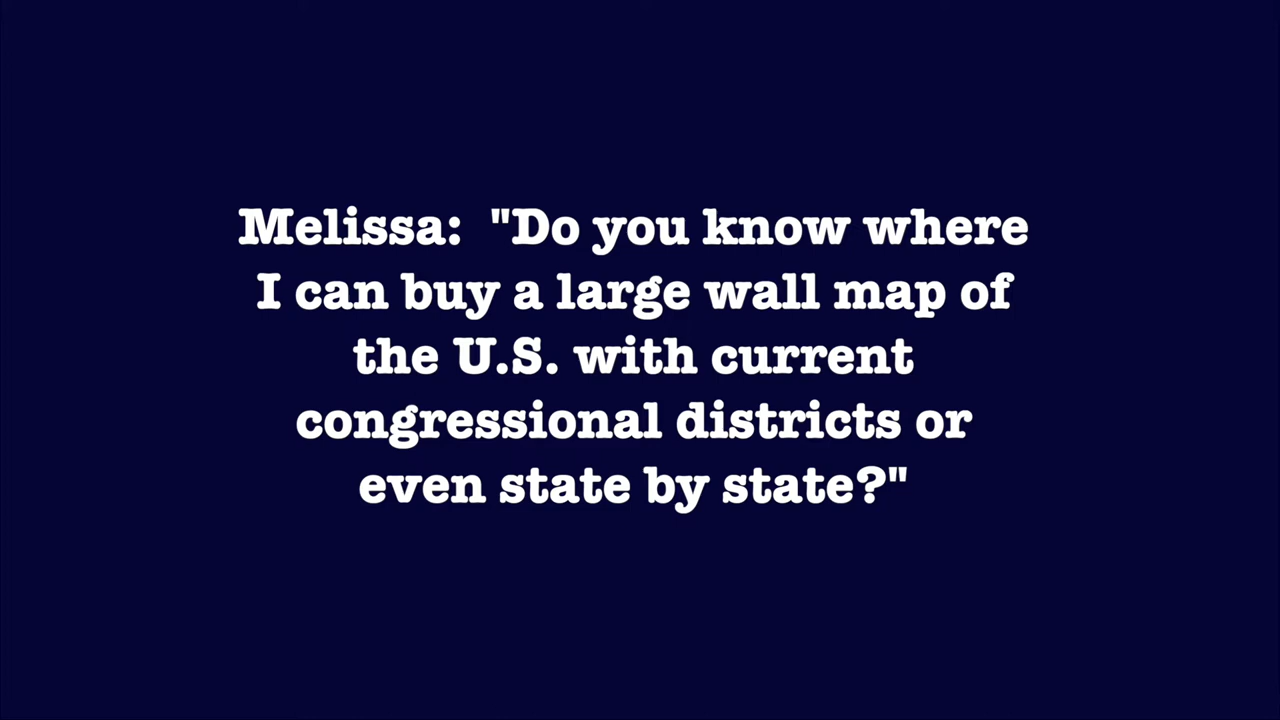 Melissa:  "Do you know where
I can buy a large wall map of
the U.S. with current
congressional districts or
even state by state?"